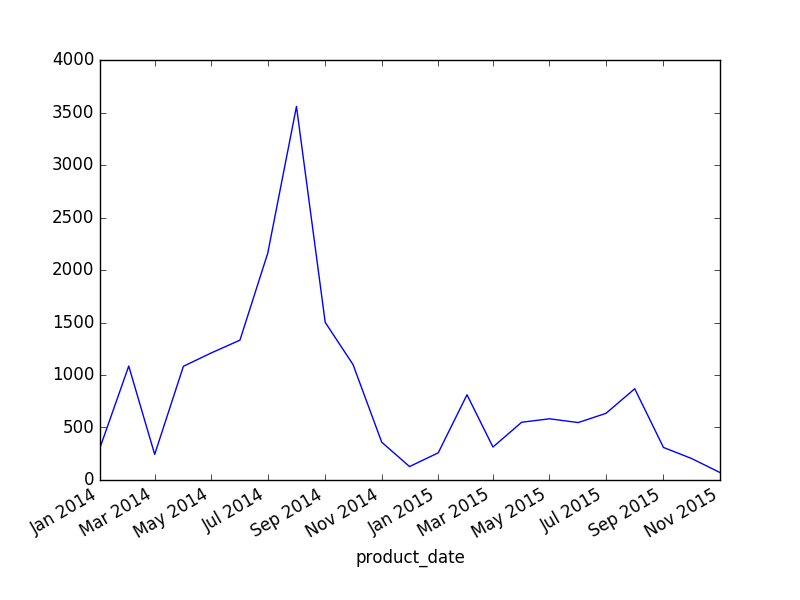 4000
3500
3000
2500
2000
1500
1000
500
0
Jan 2014
Mar 2014
May 2014
Jul 2014
Sep 2014
Nov 2014
Jan 2015
Mar 2015
May 2015
Jul 2015
Sep 2015
Nov 2015
product_date